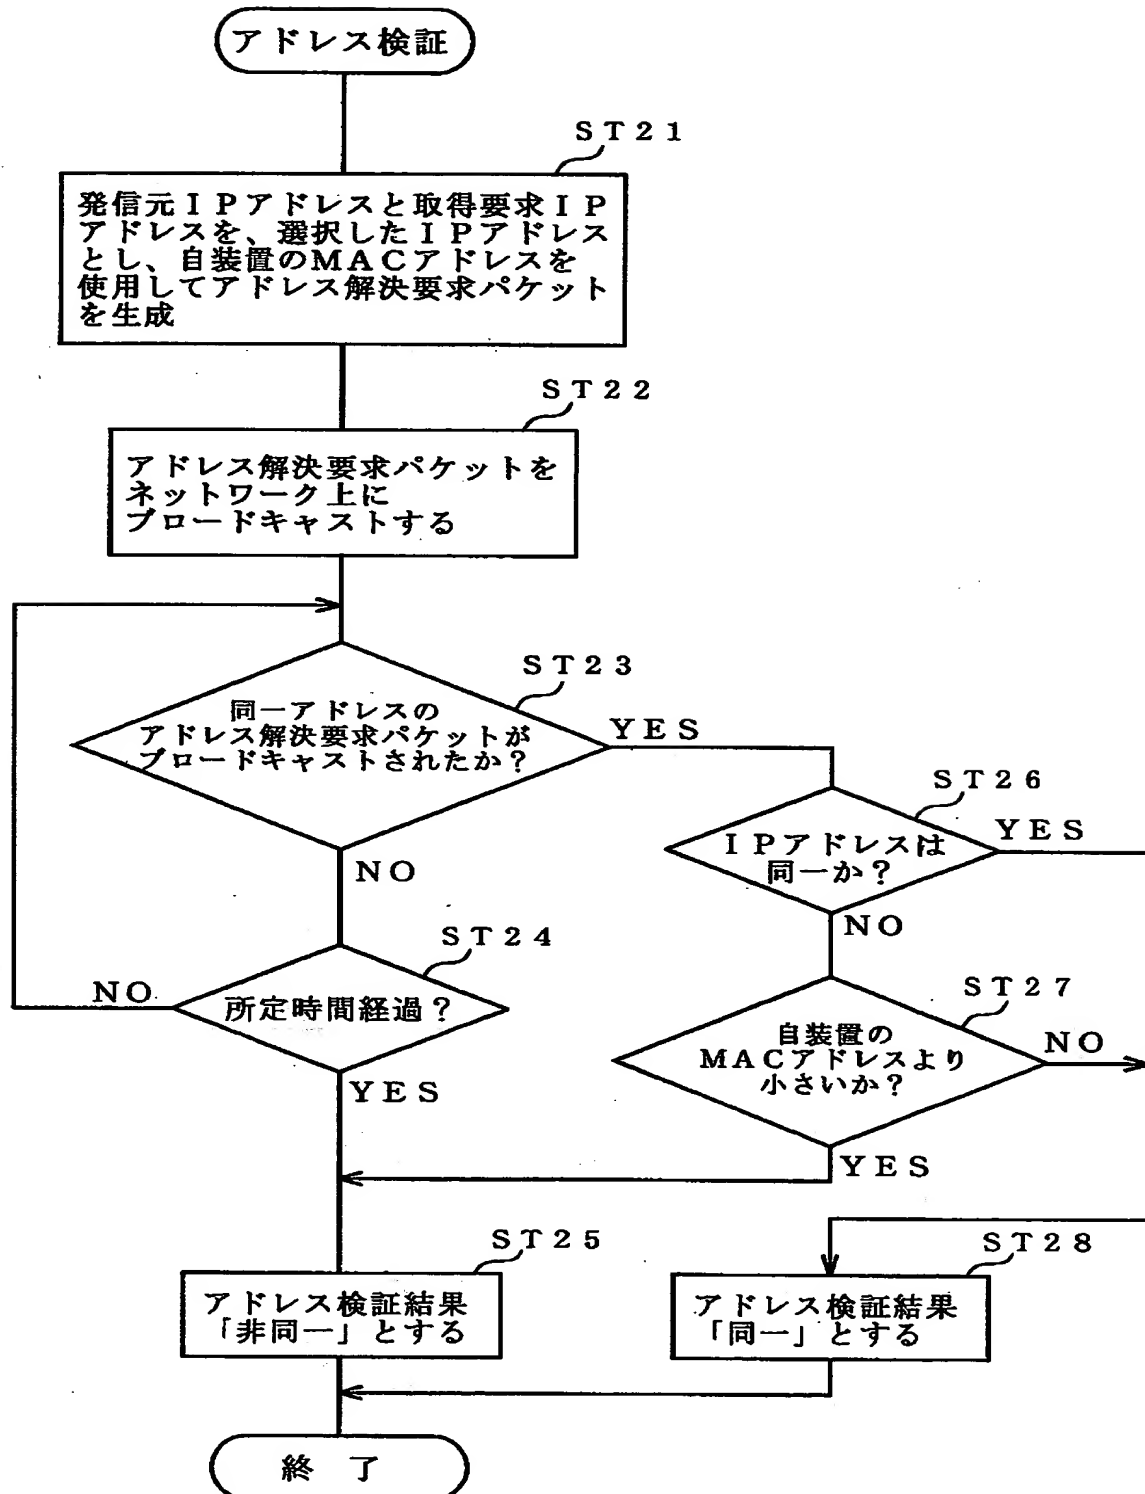 アドレス検証
ST21
発信元IPアドレスと取得要求IP
アドレスを、選択したIPアドレス
とし、自装置のMACアドレスを
使用してアドレス解決要求パケット
を生成
ST22
アドレス解決要求パケットを
ネットワーク上に
ブロードキャストする
ST23
同一アドレスの
アドレス解決要求パケットが
ブロードキャストされたか?
YES
NO
ST26
IPアドレスは
同一か?
YES
NO
ST24
所定時間経過?
NO
YES
ST27
自装置の
MACアドレスより
小さいか?
NO
YES
ST25
アドレス検証結果
「非同一」とする
ST28
アドレス検証結果
「同一」とする
終 了